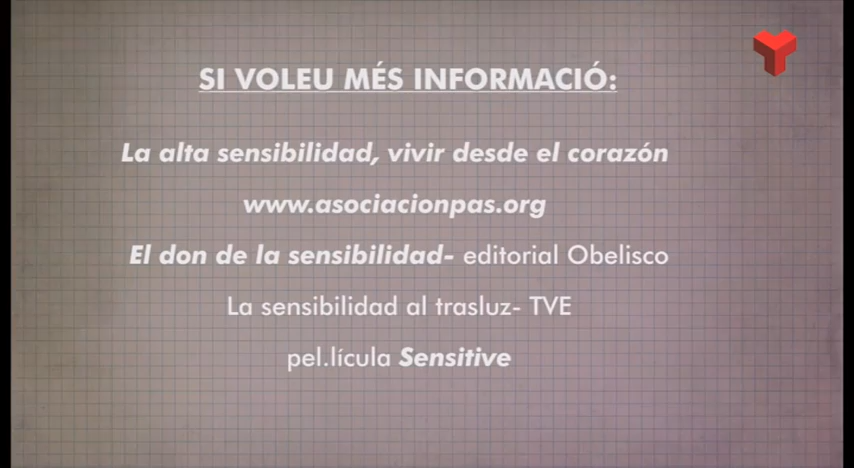 SI VOLEU MÉS INFORMACIÓ:
La alta sensibilidad, vivir desde el corazón
www.asociacionpas.org
El don de la sensibilidad- editorial Obelisco
La sensibilidad al trasluz- TVE
pel.lícula Sensitive